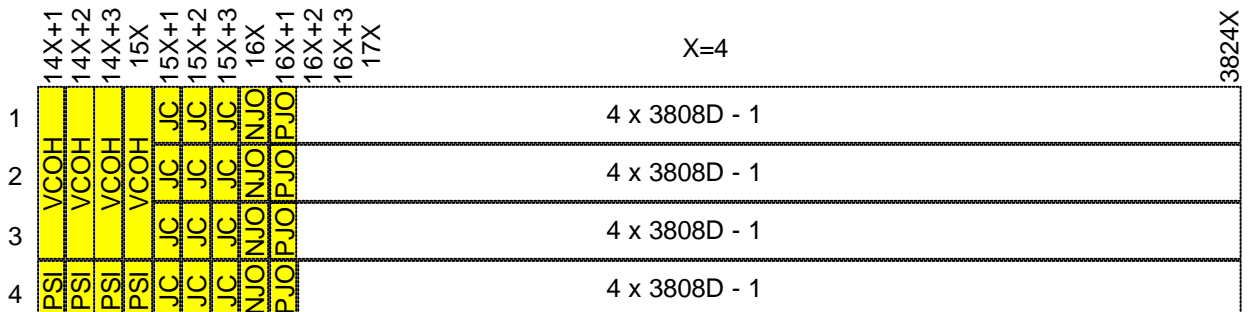 14X+1 14X+2 14X+3 15X 15X+1 15X+2 15X+3 16X 16X+1 16X+2 16X+3 17X X=4 3824X
1 VCOH VCOH VCOH VCOH JC JC JC NJO PJO 4 x 3808D - 1
2 JC JC JC NJO PJO 4 x 3808D - 1
3 JC JC JC NJO PJO 4 x 3808D - 1
4 PSI PSI PSI PSI JC JC JC NJO PJO 4 x 3808D - 1